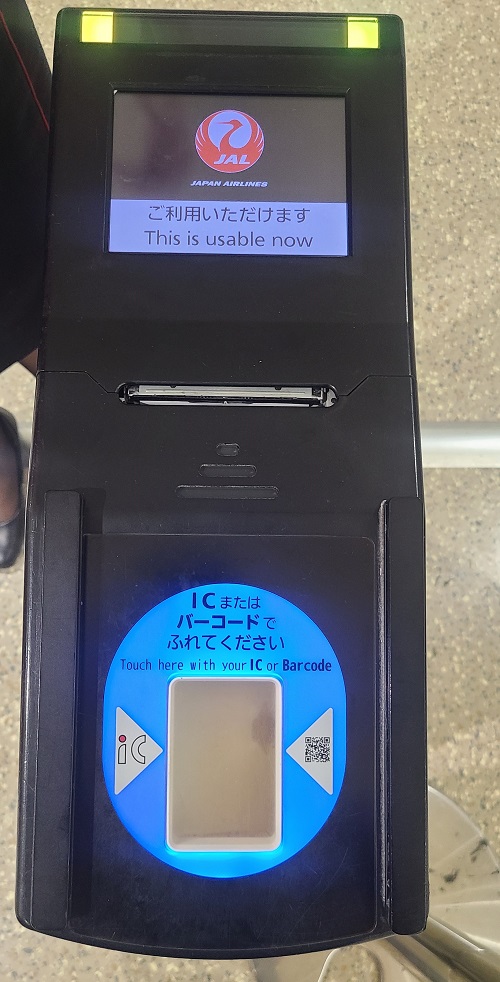 JAL
JAPAN AIRLINES
ご利用いただけます
This is usable now
ICまたは
バーコードで
ふれてください
Touch here with your IC or Barcode
iC